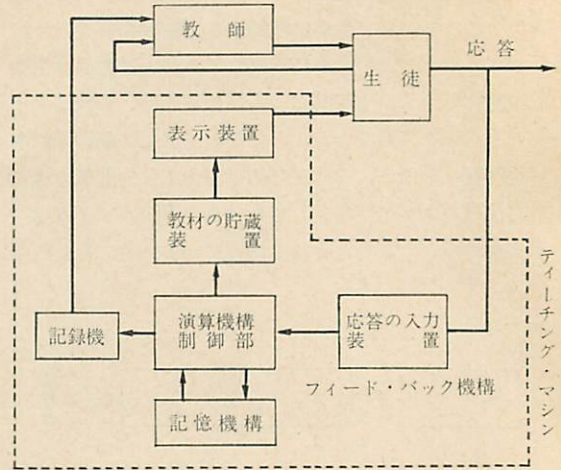 教師
応答
生徒
表示装置
教材の貯蔵
装置
演算機構
制御部
応答の入力
装置
記録機
フィード・バック機構
記憶機構
ティーチング・マシン